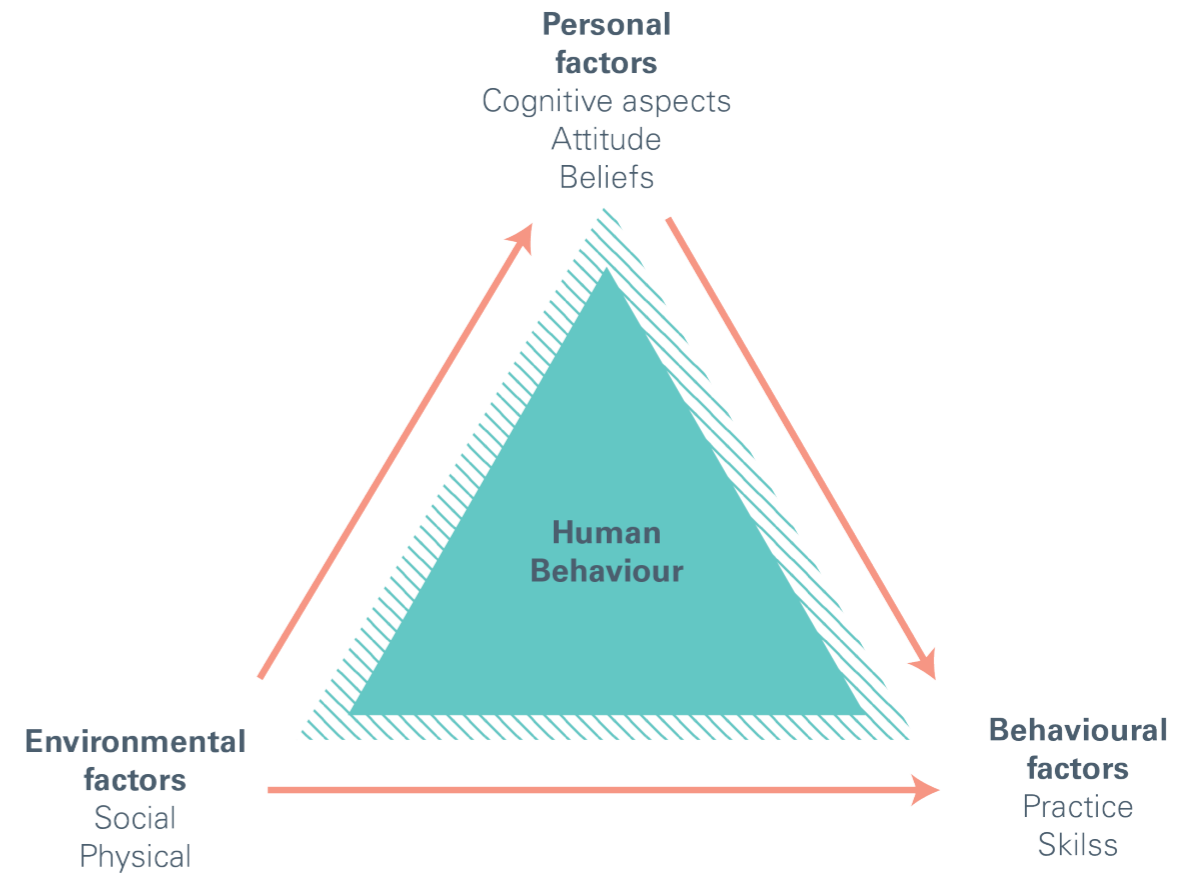 Personal
factors
Cognitive aspects
Attitude
Beliefs
Human
Behaviour
Environmental
factors
Social
Physical
Behavioural
factors
Practice
Skilss